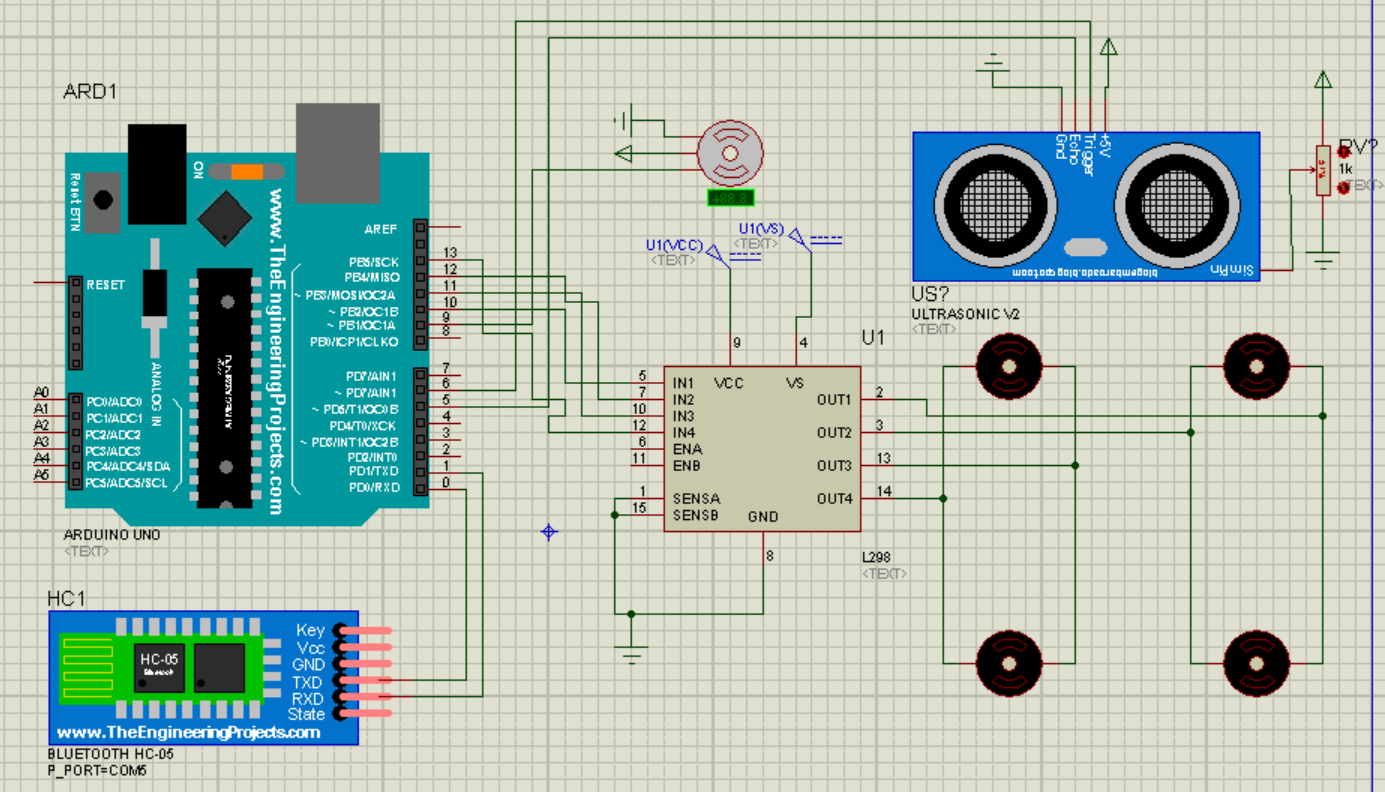 ARD1
Reset BTN
ON
www.TheEngineeringProjects.com
RESET
ANALOG IN
A0
A1
A2
A3
A4
A5
PC0/ADC0
PC1/ADC1
PC2/ADC2
PC3/ADC3
PC4/ADC4/SDA
PC5/ADC5/SCL
AREF
PB5/SCK
13
PB4/MISO
12
~ PB3/MOSI/OC2A
11
~ PB2/OC1B
10
~ PB1/OC1A
9
PB0/ICP1/CLKO
8
PD7/AIN1
7
~ PD7/AIN1
6
~ PD5/T1/OC0B
5
PD4/T0/XCK
4
~ PD3/INT1/OC2B
3
PD2/INT0
2
PD1/TXD
1
PD0/RXD
0
ARDUINO UNO
<TEXT>
HC1
HC-05
Bluetooth
Key
Vcc
GND
TXD
RXD
State
www.TheEngineeringProjects.com
BLUETOOTH HC-05
P_PORT=COM5
U1(VCC)
<TEXT>
U1(VS)
<TEXT>
9
4
U1
5
IN1
7
IN2
10
IN3
12
IN4
6
ENA
11
ENB
1
SENSA
15
SENSB
VCC
VS
OUT1
2
OUT2
3
OUT3
13
OUT4
14
GND
8
L298
<TEXT>
Gnd
Echo
Trigger
+5V
blogembarcado.blogspot.com
SimPin
US?
ULTRASONIC V2
<TEXT>
RV?
1k
<TEXT>